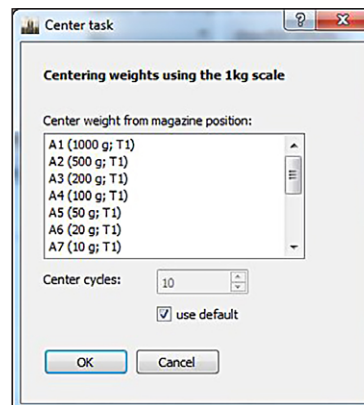 Center task
Centering weights using the 1kg scale
Center weight from magazine position:
A1 (1000 g; T1)
A2 (500 g; T1)
A3 (200 g; T1)
A4 (100 g; T1)
A5 (50 g; T1)
A6 (20 g; T1)
A7 (10 g; T1)
Center cycles: 10
use default
OK Cancel